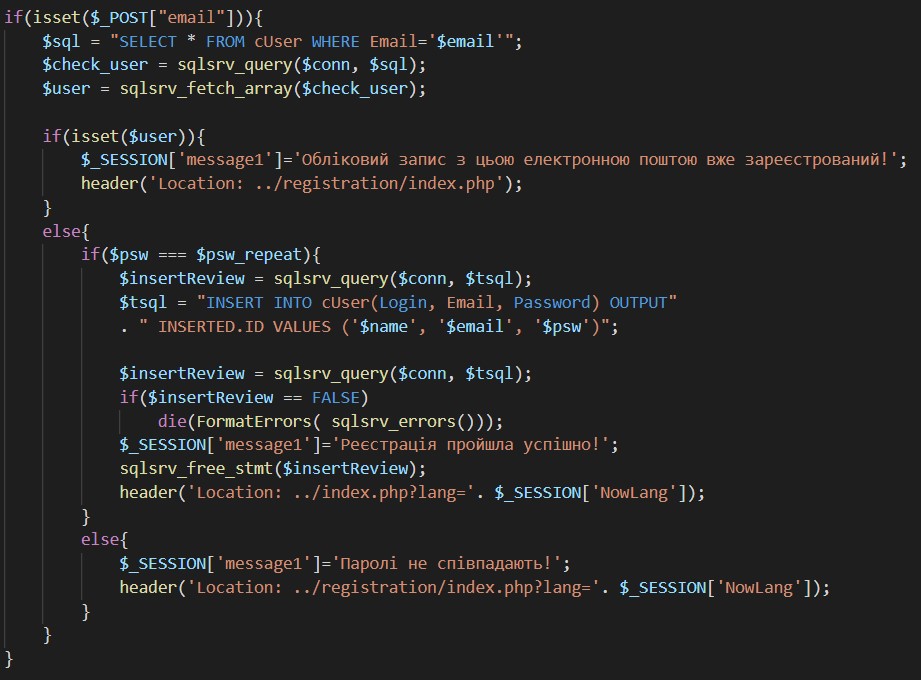 if(isset($_POST["email"])){
$sql = "SELECT * FROM cUser WHERE Email='$email'";
$check_user = sqlsrv_query($conn, $sql);
$user = sqlsrv_fetch_array($check_user);
if(isset($user)){
$_SESSION['message1']='Обліковий запис з цьою електронною поштою вже зареєстрований!';
header('Location: ../registration/index.php');
}
else{
if($psw === $psw_repeat){
$insertReview = sqlsrv_query($conn, $tsql);
$tsql = "INSERT INTO cUser(Login, Email, Password) OUTPUT"
. " INSERTED.ID VALUES ('$name', '$email', '$psw')";
$insertReview = sqlsrv_query($conn, $tsql);
if($insertReview == FALSE)
die(FormatErrors( sqlsrv_errors()));
$_SESSION['message1']='Реєстрація пройшла успішно!';
sqlsrv_free_stmt($insertReview);
header('Location: ../index.php?lang='. $_SESSION['NowLang']);
}
else{
$_SESSION['message1']='Паролі не співпадають!';
header('Location: ../registration/index.php?lang='. $_SESSION['NowLang']);
}
}
}